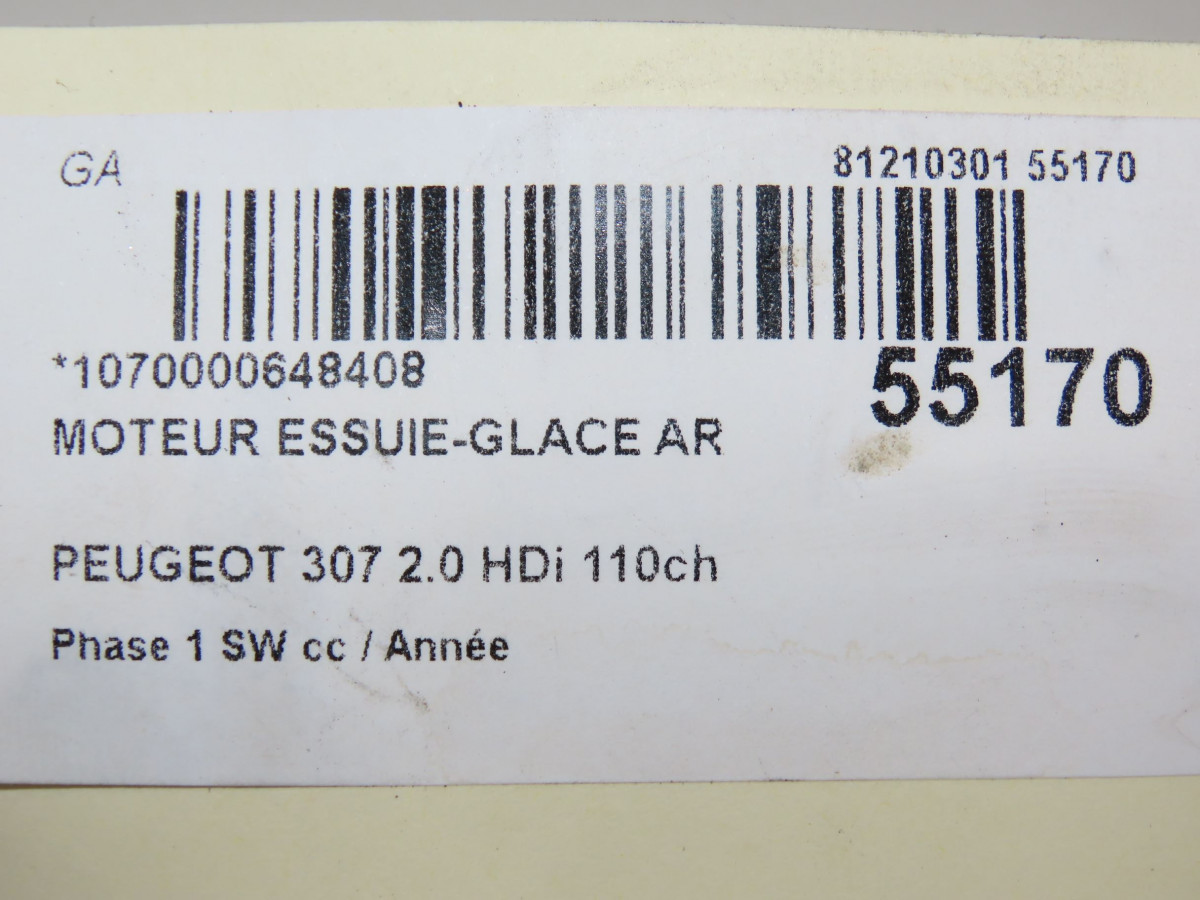 GA
81210301 55170
*1070000648408
55170
MOTEUR ESSUIE-GLACE AR
PEUGEOT 307 2.0 HDi 110ch
Phase 1 SW cc / Année